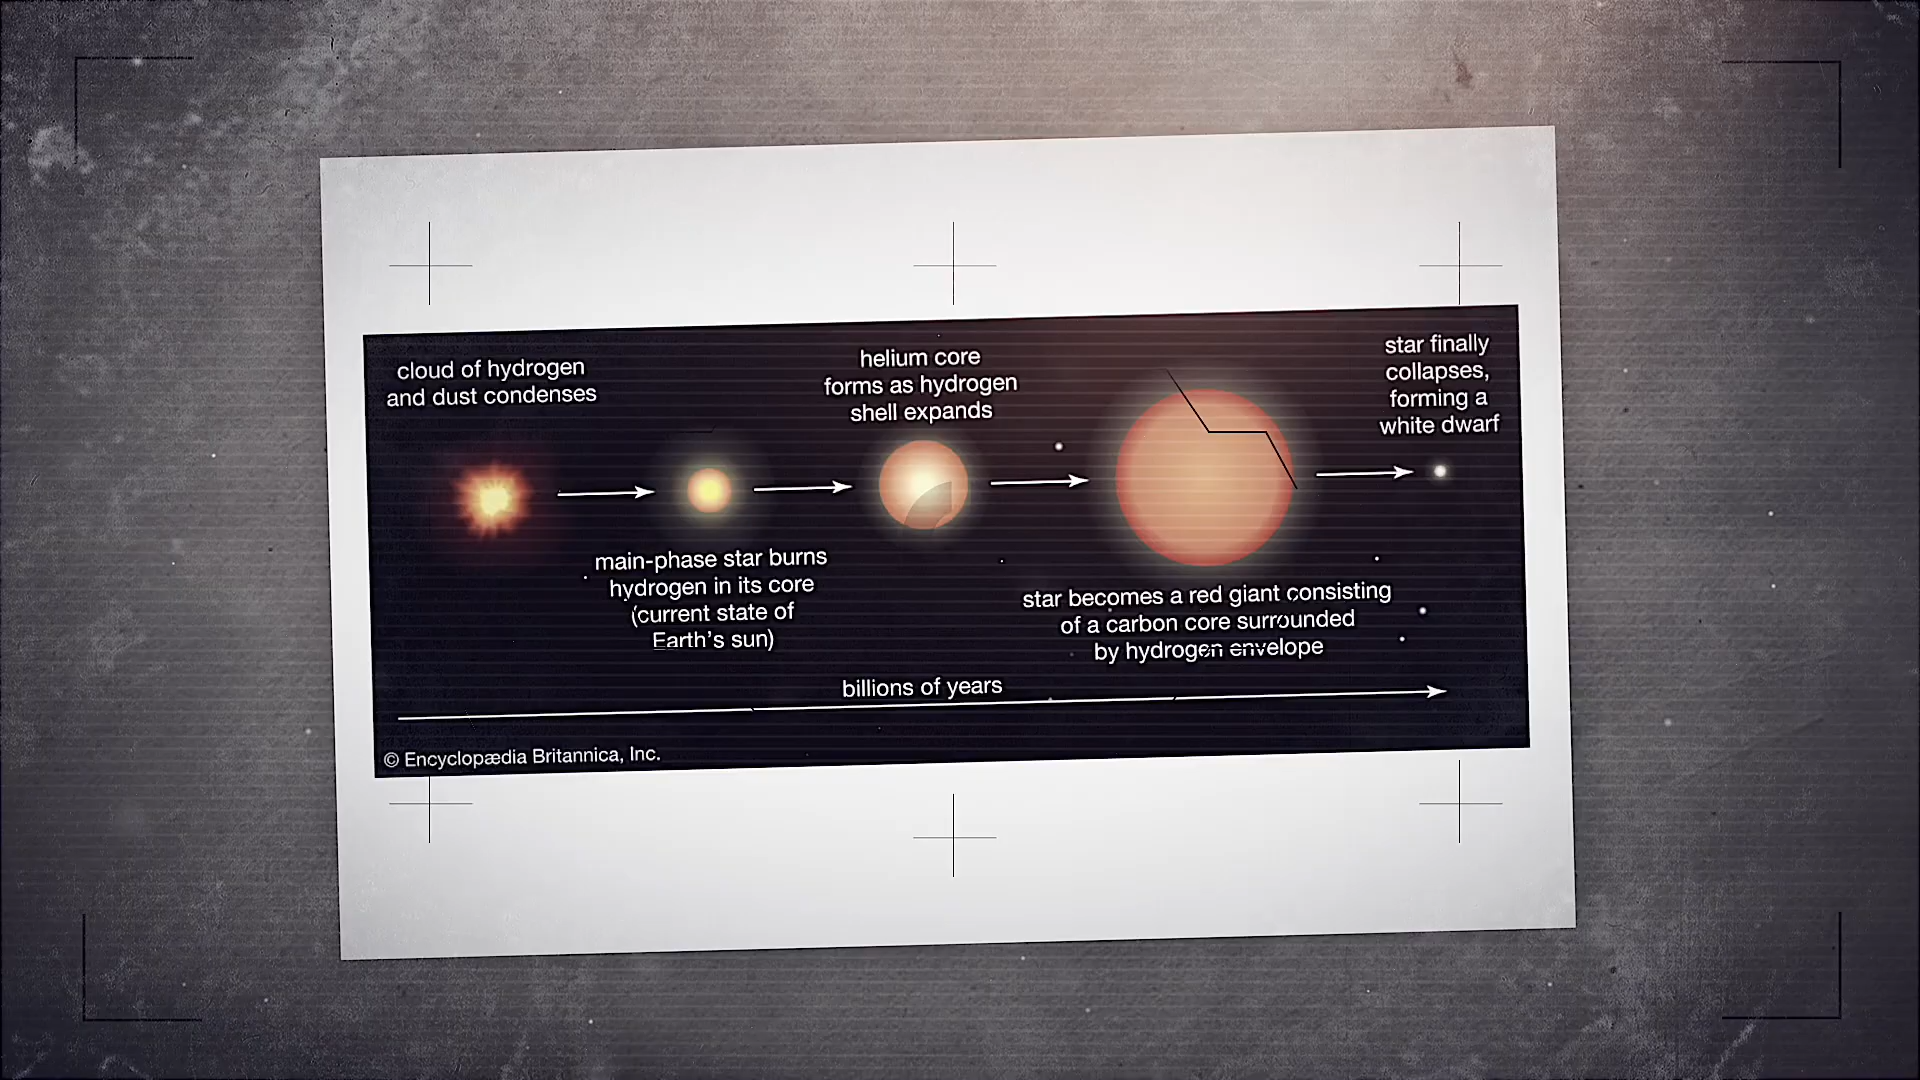 cloud of hydrogen
and dust condenses
main-phase star burns
hydrogen in its core
(current state of
Earth's sun)
helium core
forms as hydrogen
shell expands
star becomes a red giant consisting
of a carbon core surrounded
by hydrogen envelope
star finally
collapses,
forming a
white dwarf
billions of years
© Encyclopædia Britannica, Inc.